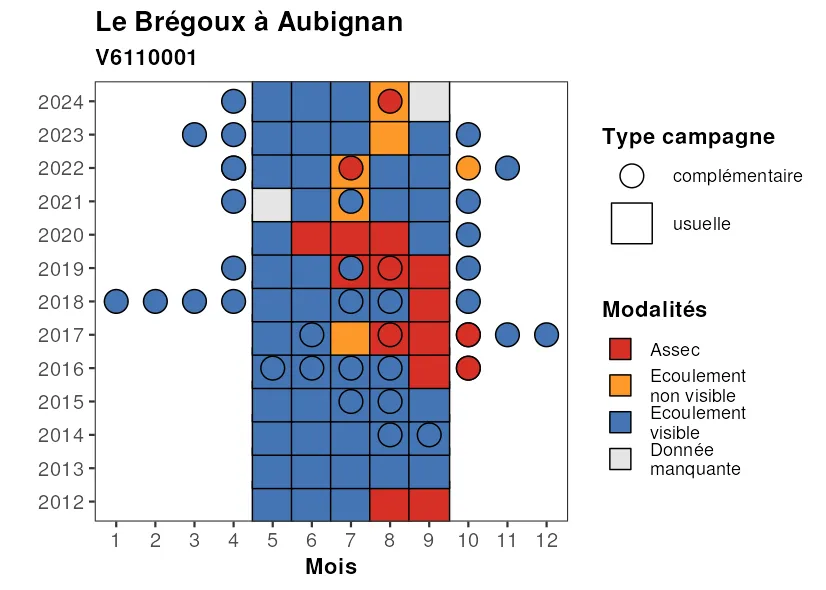 Le Brégoux à Aubignan
V6110001
2024
2023
2022
2021
2020
2019
2018
2017
2016
2015
2014
2013
2012
1 2 3 4 5 6 7 8 9 10 11 12
Mois
Type campagne
complémentaire
usuelle
Modalités
Assec
Ecoulement
non visible
Ecoulement
visible
Donnée
manquante